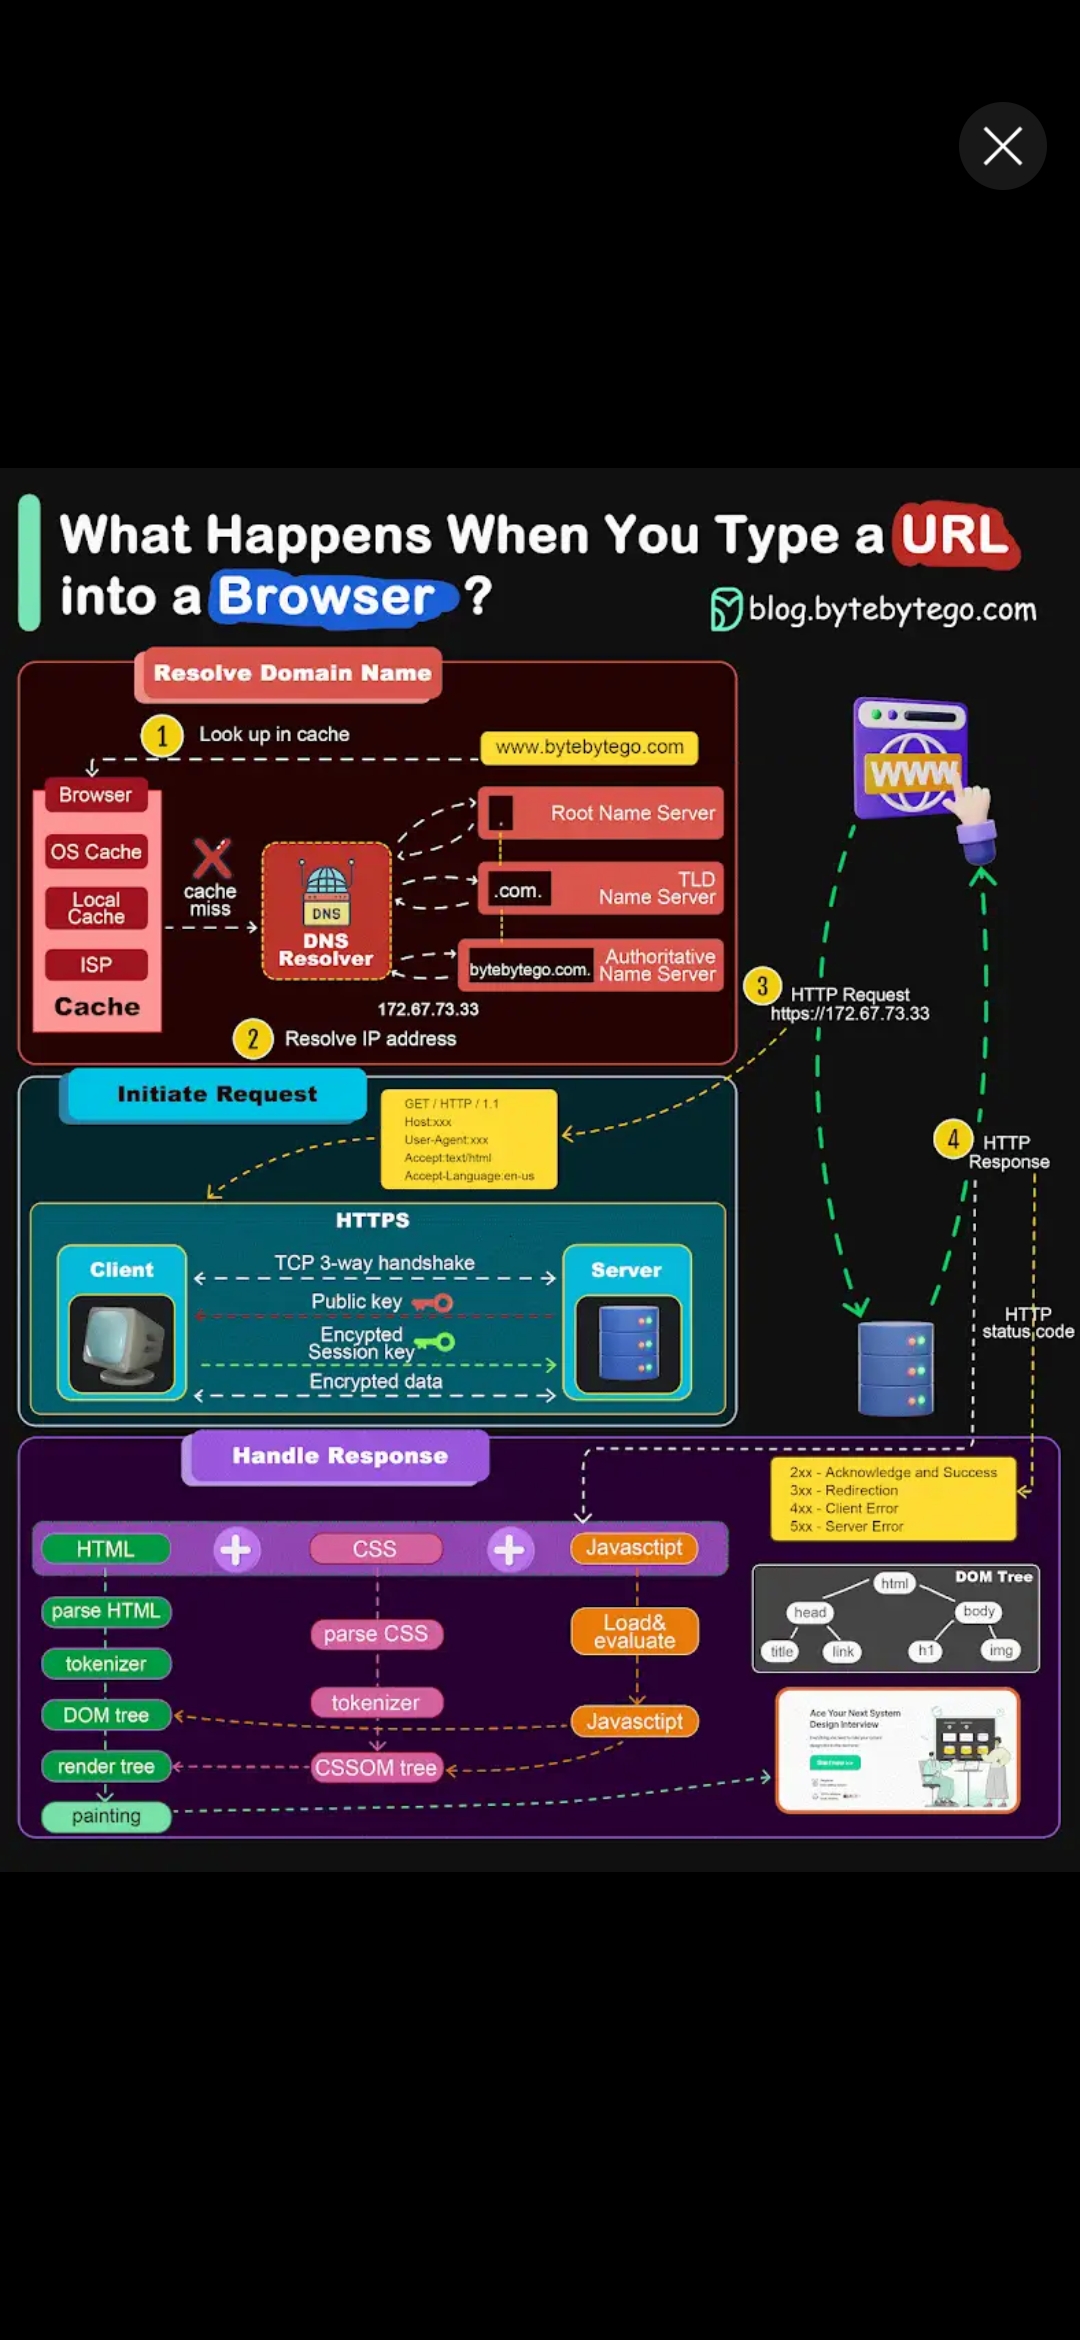 What Happens When You Type a URL
into a Browser ?
blog.bytebytego.com
Resolve Domain Name
1
Look up in cache
www.bytebytego.com
Browser
OS Cache
Local
Cache
ISP
Cache
cache
miss
DNS
DNS
Resolver
.
Root Name Server
.com.
TLD
Name Server
bytebytego.com.
Authoritative
Name Server
172.67.73.33
2
Resolve IP address
WWW
3
HTTP Request
https://172.67.73.33
Initiate Request
GET / HTTP / 1.1
Host:xxx
User-Agent:xxx
Accept:text/html
Accept-Language:en-us
4
HTTP
Response
HTTPS
Client
Server
TCP 3-way handshake
Public key
Encypted
Session key
Encrypted data
HTTP
status code
Handle Response
2xx - Acknowledge and Success
3xx - Redirection
4xx - Client Error
5xx - Server Error
HTML
CSS
Javasctipt
parse HTML
tokenizer
DOM tree
render tree
painting
parse CSS
tokenizer
CSSOM tree
Load&
evaluate
Javasctipt
DOM Tree
html
head
body
title
link
h1
img
Ace Your Next System
Design Interview